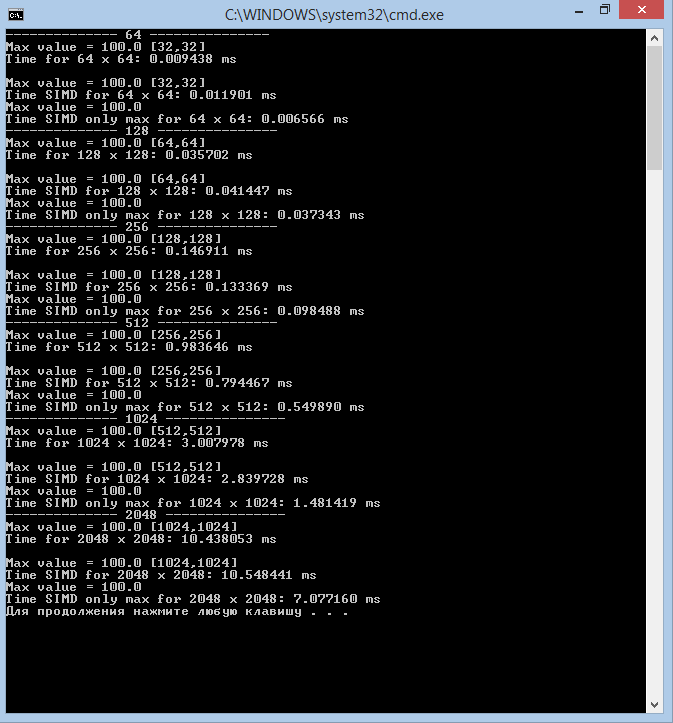 C:\WINDOWS\system32\cmd.exe
-------------- 64 ---------------
Max value = 100.0 [32,32]
Time for 64 x 64: 0.009438 ms
Max value = 100.0 [32,32]
Time SIMD for 64 x 64: 0.011901 ms
Max value = 100.0
Time SIMD only max for 64 x 64: 0.006566 ms
-------------- 128 ---------------
Max value = 100.0 [64,64]
Time for 128 x 128: 0.035702 ms
Max value = 100.0 [64,64]
Time SIMD for 128 x 128: 0.041447 ms
Max value = 100.0
Time SIMD only max for 128 x 128: 0.037343 ms
-------------- 256 ---------------
Max value = 100.0 [128,128]
Time for 256 x 256: 0.146911 ms
Max value = 100.0 [128,128]
Time SIMD for 256 x 256: 0.133369 ms
Max value = 100.0
Time SIMD only max for 256 x 256: 0.098488 ms
-------------- 512 ---------------
Max value = 100.0 [256,256]
Time for 512 x 512: 0.983646 ms
Max value = 100.0 [256,256]
Time SIMD for 512 x 512: 0.794467 ms
Max value = 100.0
Time SIMD only max for 512 x 512: 0.549890 ms
-------------- 1024 ---------------
Max value = 100.0 [512,512]
Time for 1024 x 1024: 3.007978 ms
Max value = 100.0 [512,512]
Time SIMD for 1024 x 1024: 2.839728 ms
Max value = 100.0
Time SIMD only max for 1024 x 1024: 1.481419 ms
-------------- 2048 ---------------
Max value = 100.0 [1024,1024]
Time for 2048 x 2048: 10.438053 ms
Max value = 100.0 [1024,1024]
Time SIMD for 2048 x 2048: 10.548441 ms
Max value = 100.0
Time SIMD only max for 2048 x 2048: 7.077160 ms
Для продолжения нажмите любую клавишу . . .